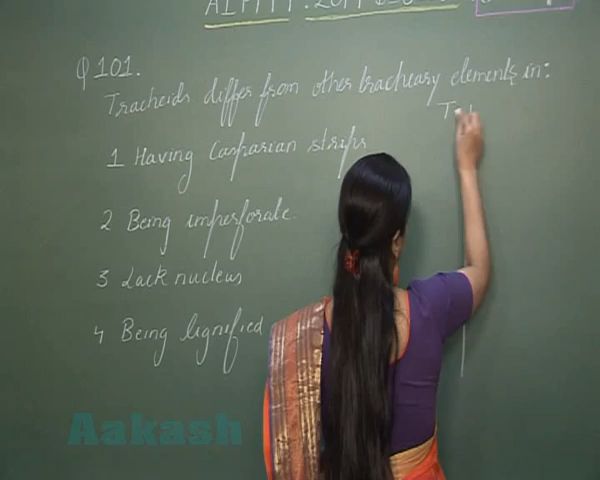 AIPMT 2014
Q 101.
Tracheids differ from other tracheary elements in:
1 Having Casparian strips
2 Being imperforate
3 Lack nucleus
4 Being lignified
Aakash